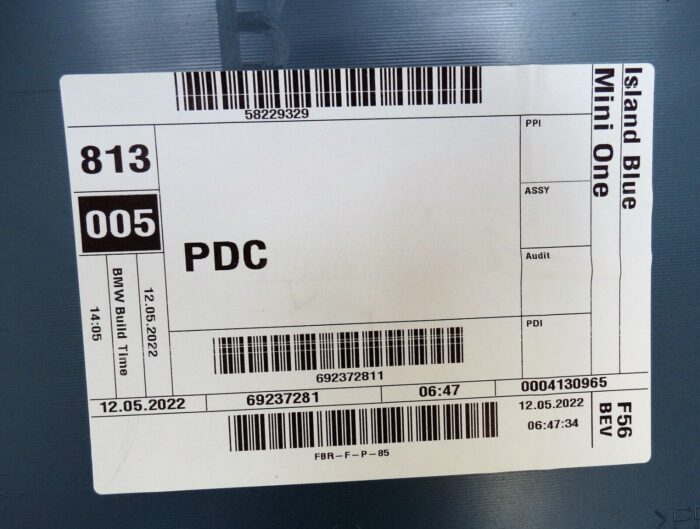 58229329
813
005
PDC
PPI
ASSY
Audit
PDI
Island Blue
Mini One
14:05
BMW Build Time
12.05.2022
692372811
12.05.2022 69237281 06:47 0004130965
12.05.2022
06:47:34
FBR-F-P-85
F56
BEV